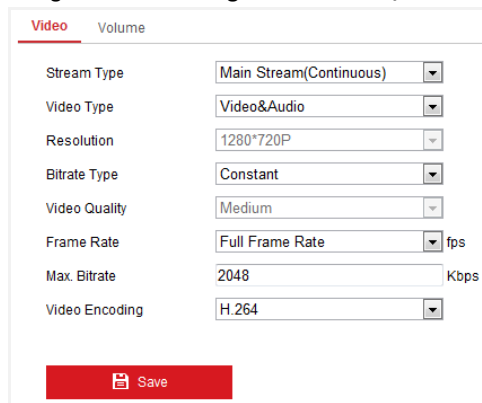 Video Volume
Stream Type Main Stream(Continuous)
Video Type Video&Audio
Resolution 1280*720P
Bitrate Type Constant
Video Quality Medium
Frame Rate Full Frame Rate fps
Max. Bitrate 2048 Kbps
Video Encoding H.264
Save